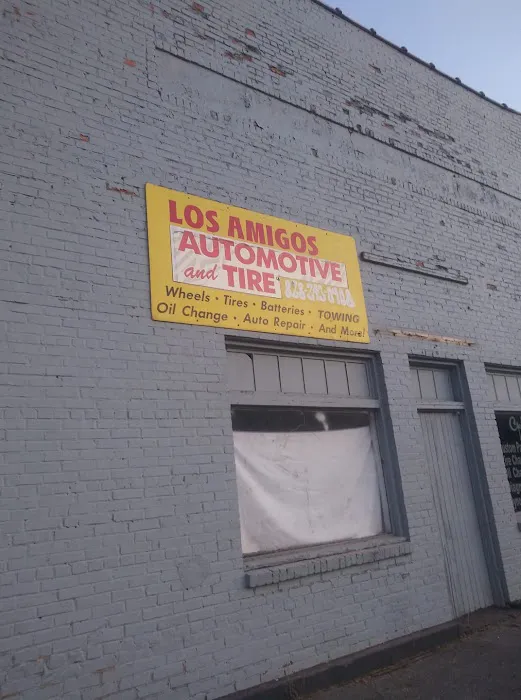 LOS AMIGOS
AUTOMOTIVE
and TIRE
Wheels • Tires • Batteries • TOWING
Oil Change • Auto Repair • And More!